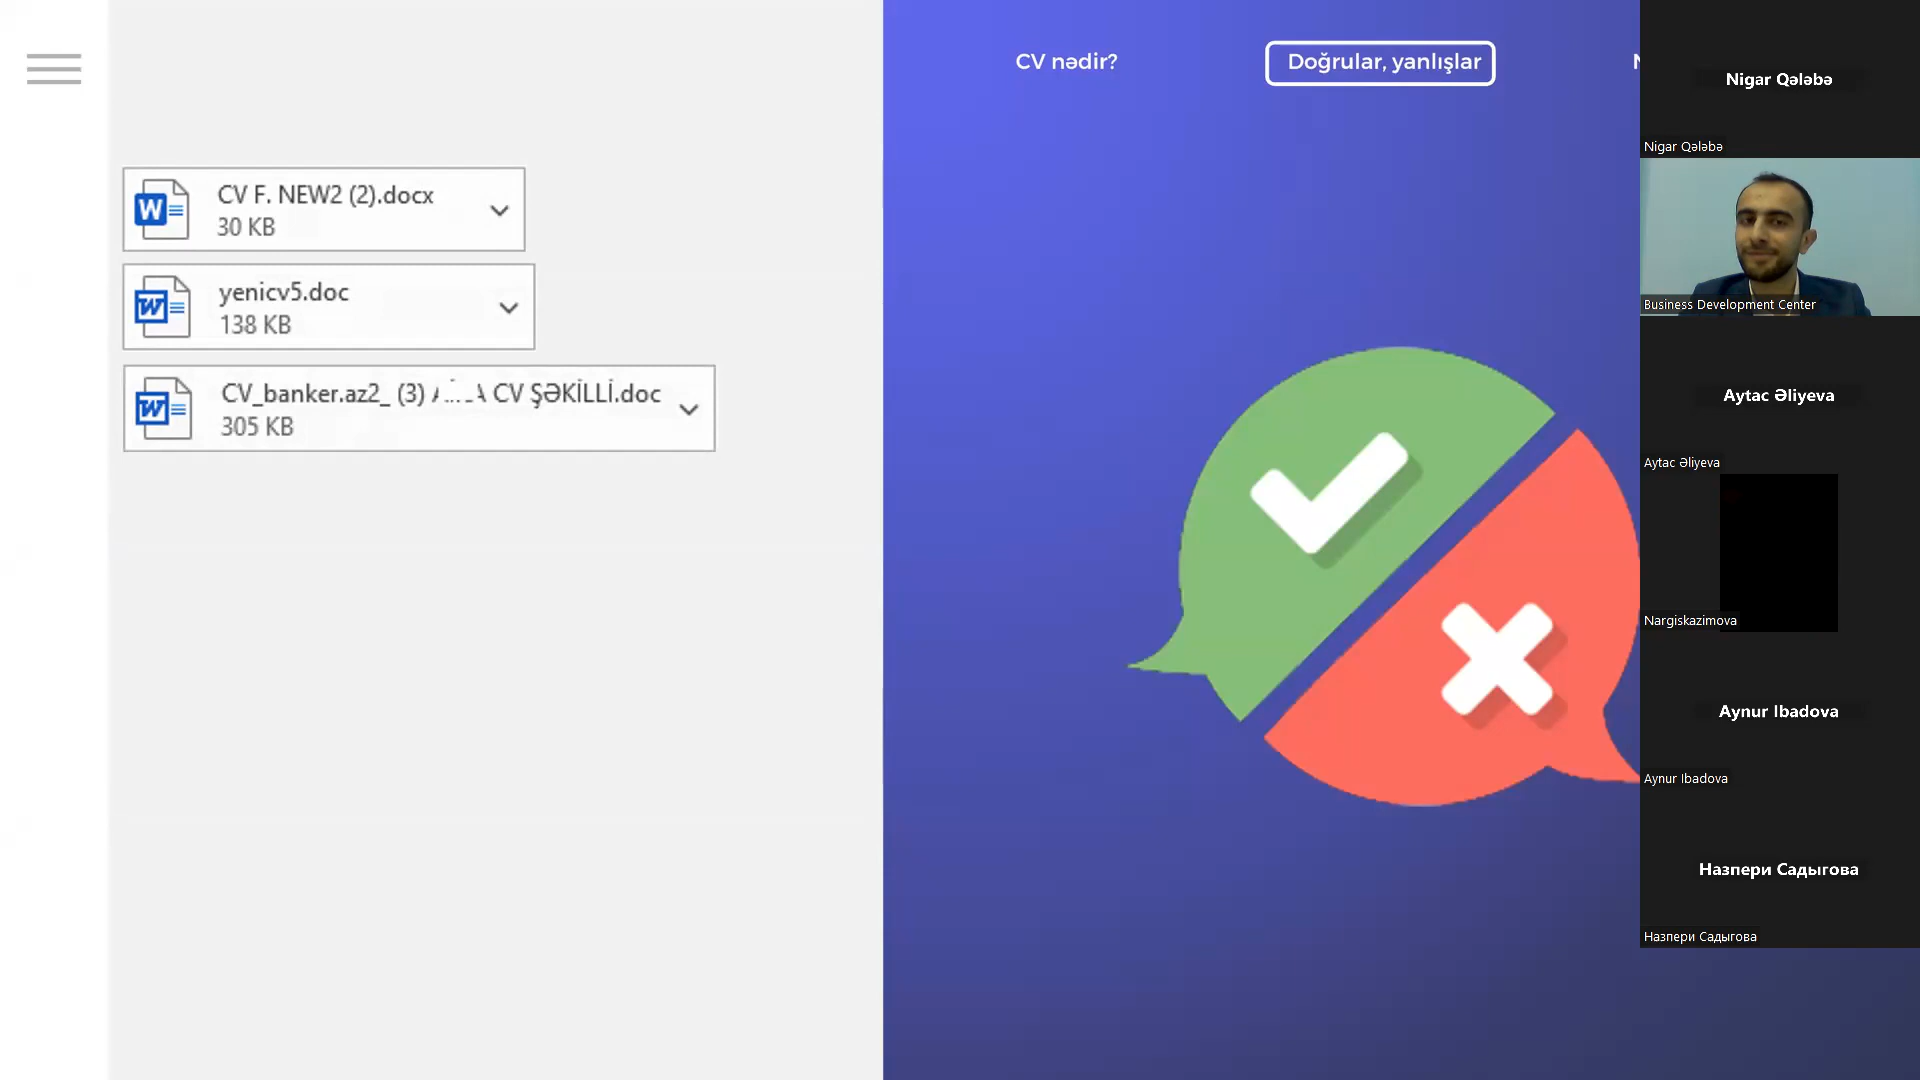 CV nədir?
Doğrular, yanlışlar
CV F. NEW2 (2).docx
30 KB
yenicv5.doc
138 KB
CV_banker.az2_ (3)
CV ŞƏKİLLİ.doc
305 KB
Nigar Qələbə
Nigar Qələbə
Business Development Center
Aytac Əliyeva
Aytac Əliyeva
Nargiskazimova
Aynur Ibadova
Aynur Ibadova
Назпери Садыгова
Назпери Садыгова